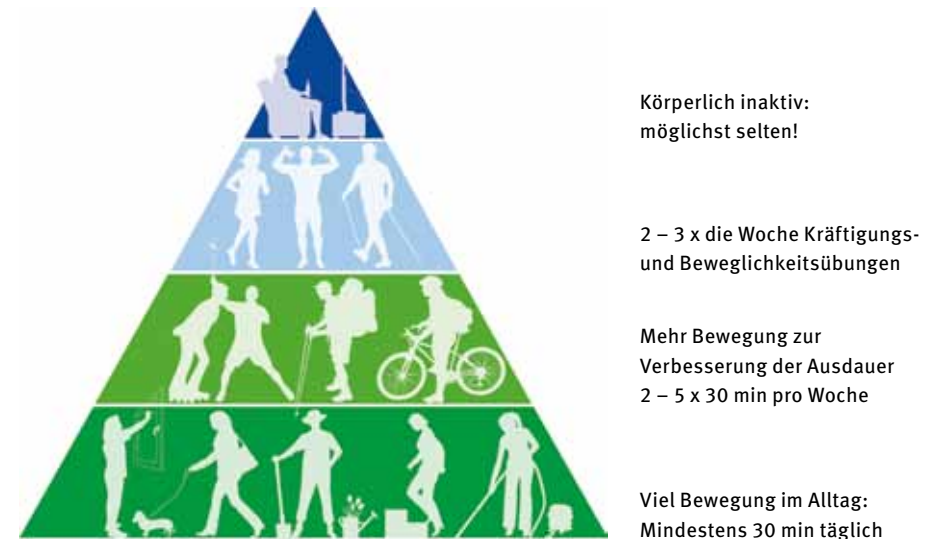 Körperlich inaktiv:
möglichst selten!
2 – 3 x die Woche Kräftigungs-
und Beweglichkeitsübungen
Mehr Bewegung zur
Verbesserung der Ausdauer
2 – 5 x 30 min pro Woche
Viel Bewegung im Alltag:
Mindestens 30 min täglich